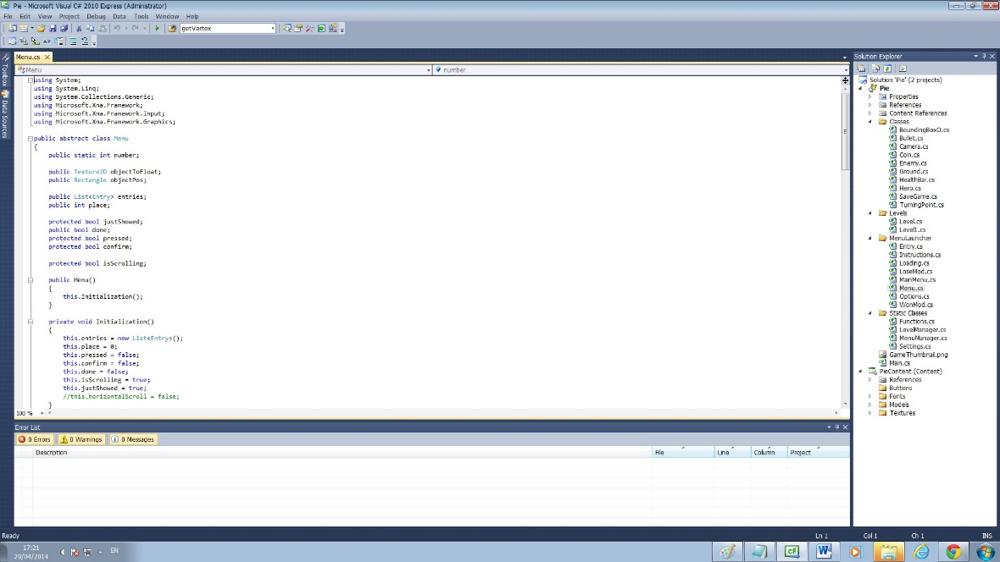 Pie - Microsoft Visual C# 2010 Express (Administrator)
File Edit View Project Debug Data Tools Window Help
getVertex
Toolbox
Data Sources
Menu.cs
Menu
number
using System;
using System.Linq;
using System.Collections.Generic;
using Microsoft.Xna.Framework;
using Microsoft.Xna.Framework.Input;
using Microsoft.Xna.Framework.Graphics;
public abstract class Menu
{
public static int number;
public Texture2D objectToFloat;
public Rectangle objectPos;
public List<Entry> entries;
public int place;
protected bool justShowed;
public bool done;
protected bool pressed;
protected bool confirm;
protected bool isScrolling;
public Menu()
{
this.Initialization();
}
private void Initialization()
{
this.entries = new List<Entry>();
this.place = 0;
this.pressed = false;
this.confirm = false;
this.done = false;
this.isScrolling = true;
this.justShowed = true;
//this.horizontalScroll = false;
}
100 %
Solution Explorer
Solution 'Pie' (2 projects)
Pie
Properties
References
Content References
Classes
BoundingBoxO.cs
Bullet.cs
Camera.cs
Coin.cs
Enemy.cs
Ground.cs
HealthBar.cs
Hero.cs
SaveGame.cs
TurningPoint.cs
Levels
Level.cs
Level1.cs
MenuLauncher
Entry.cs
Instructions.cs
Loading.cs
LoseMod.cs
MainMenu.cs
Menu.cs
Options.cs
WonMod.cs
Static Classes
Functions.cs
LevelManager.cs
MenuManager.cs
Settings.cs
GameThumbnail.png
Main.cs
PieContent (Content)
References
Buttons
Fonts
Models
Textures
Error List
0 Errors 0 Warnings 0 Messages
Description File Line Column Project
Ready Ln 1 Col 1 Ch 1 INS
17:21
29/04/2014
EN